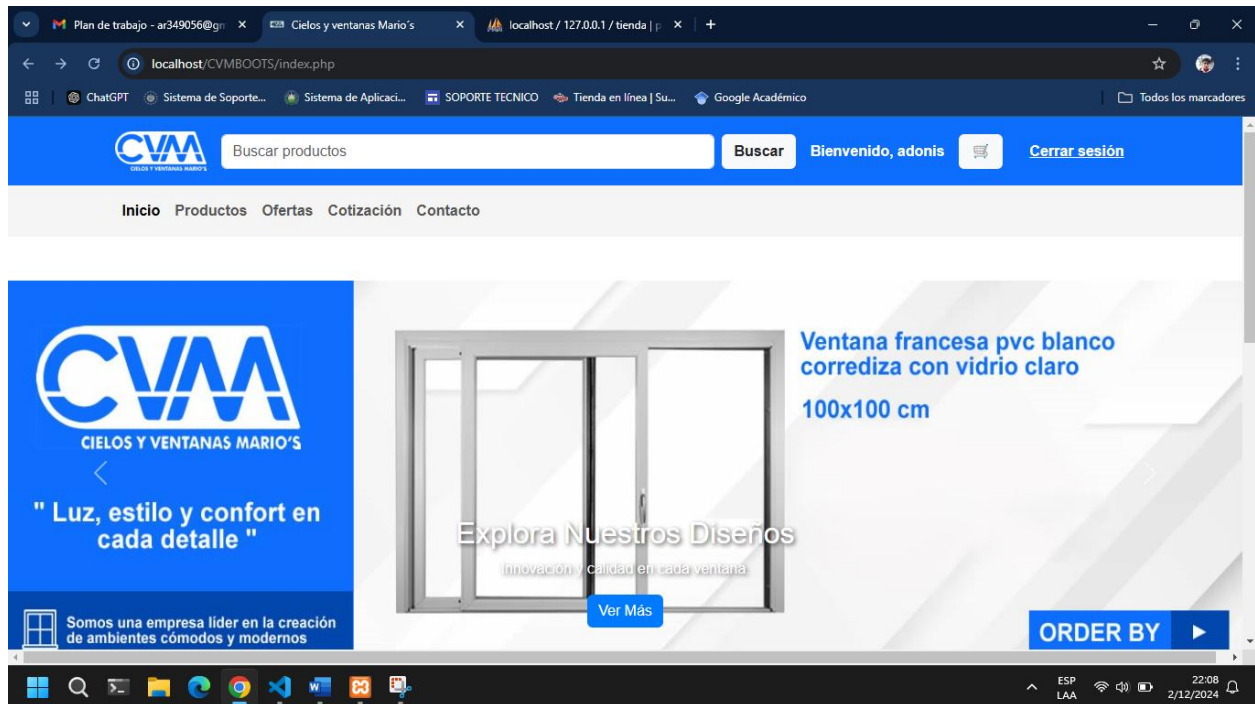 Plan de trabajo - ar349056@gn
Cielos y ventanas Mario´s
localhost / 127.0.0.1 / tienda | p
localhost/CVMBOOTS/index.php
ChatGPT
Sistema de Soporte...
Sistema de Aplicaci...
SOPORTE TECNICO
Tienda en línea | Su...
Google Académico
Todos los marcadores
CVM
CIELOS Y VENTANAS MARIO'S
Buscar productos
Buscar
Bienvenido, adonis
Cerrar sesión
Inicio Productos Ofertas Cotización Contacto
CVM
CIELOS Y VENTANAS MARIO'S
" Luz, estilo y confort en
cada detalle "
Somos una empresa lider en la creación
de ambientes cómodos y modernos
Ventana francesa pvc blanco
corrediza con vidrio claro
100x100 cm
Explora Nuestros Diseños
Innovación y calidad en cada ventana
Ver Más
ORDER BY
ESP
LAA
22:08
2/12/2024